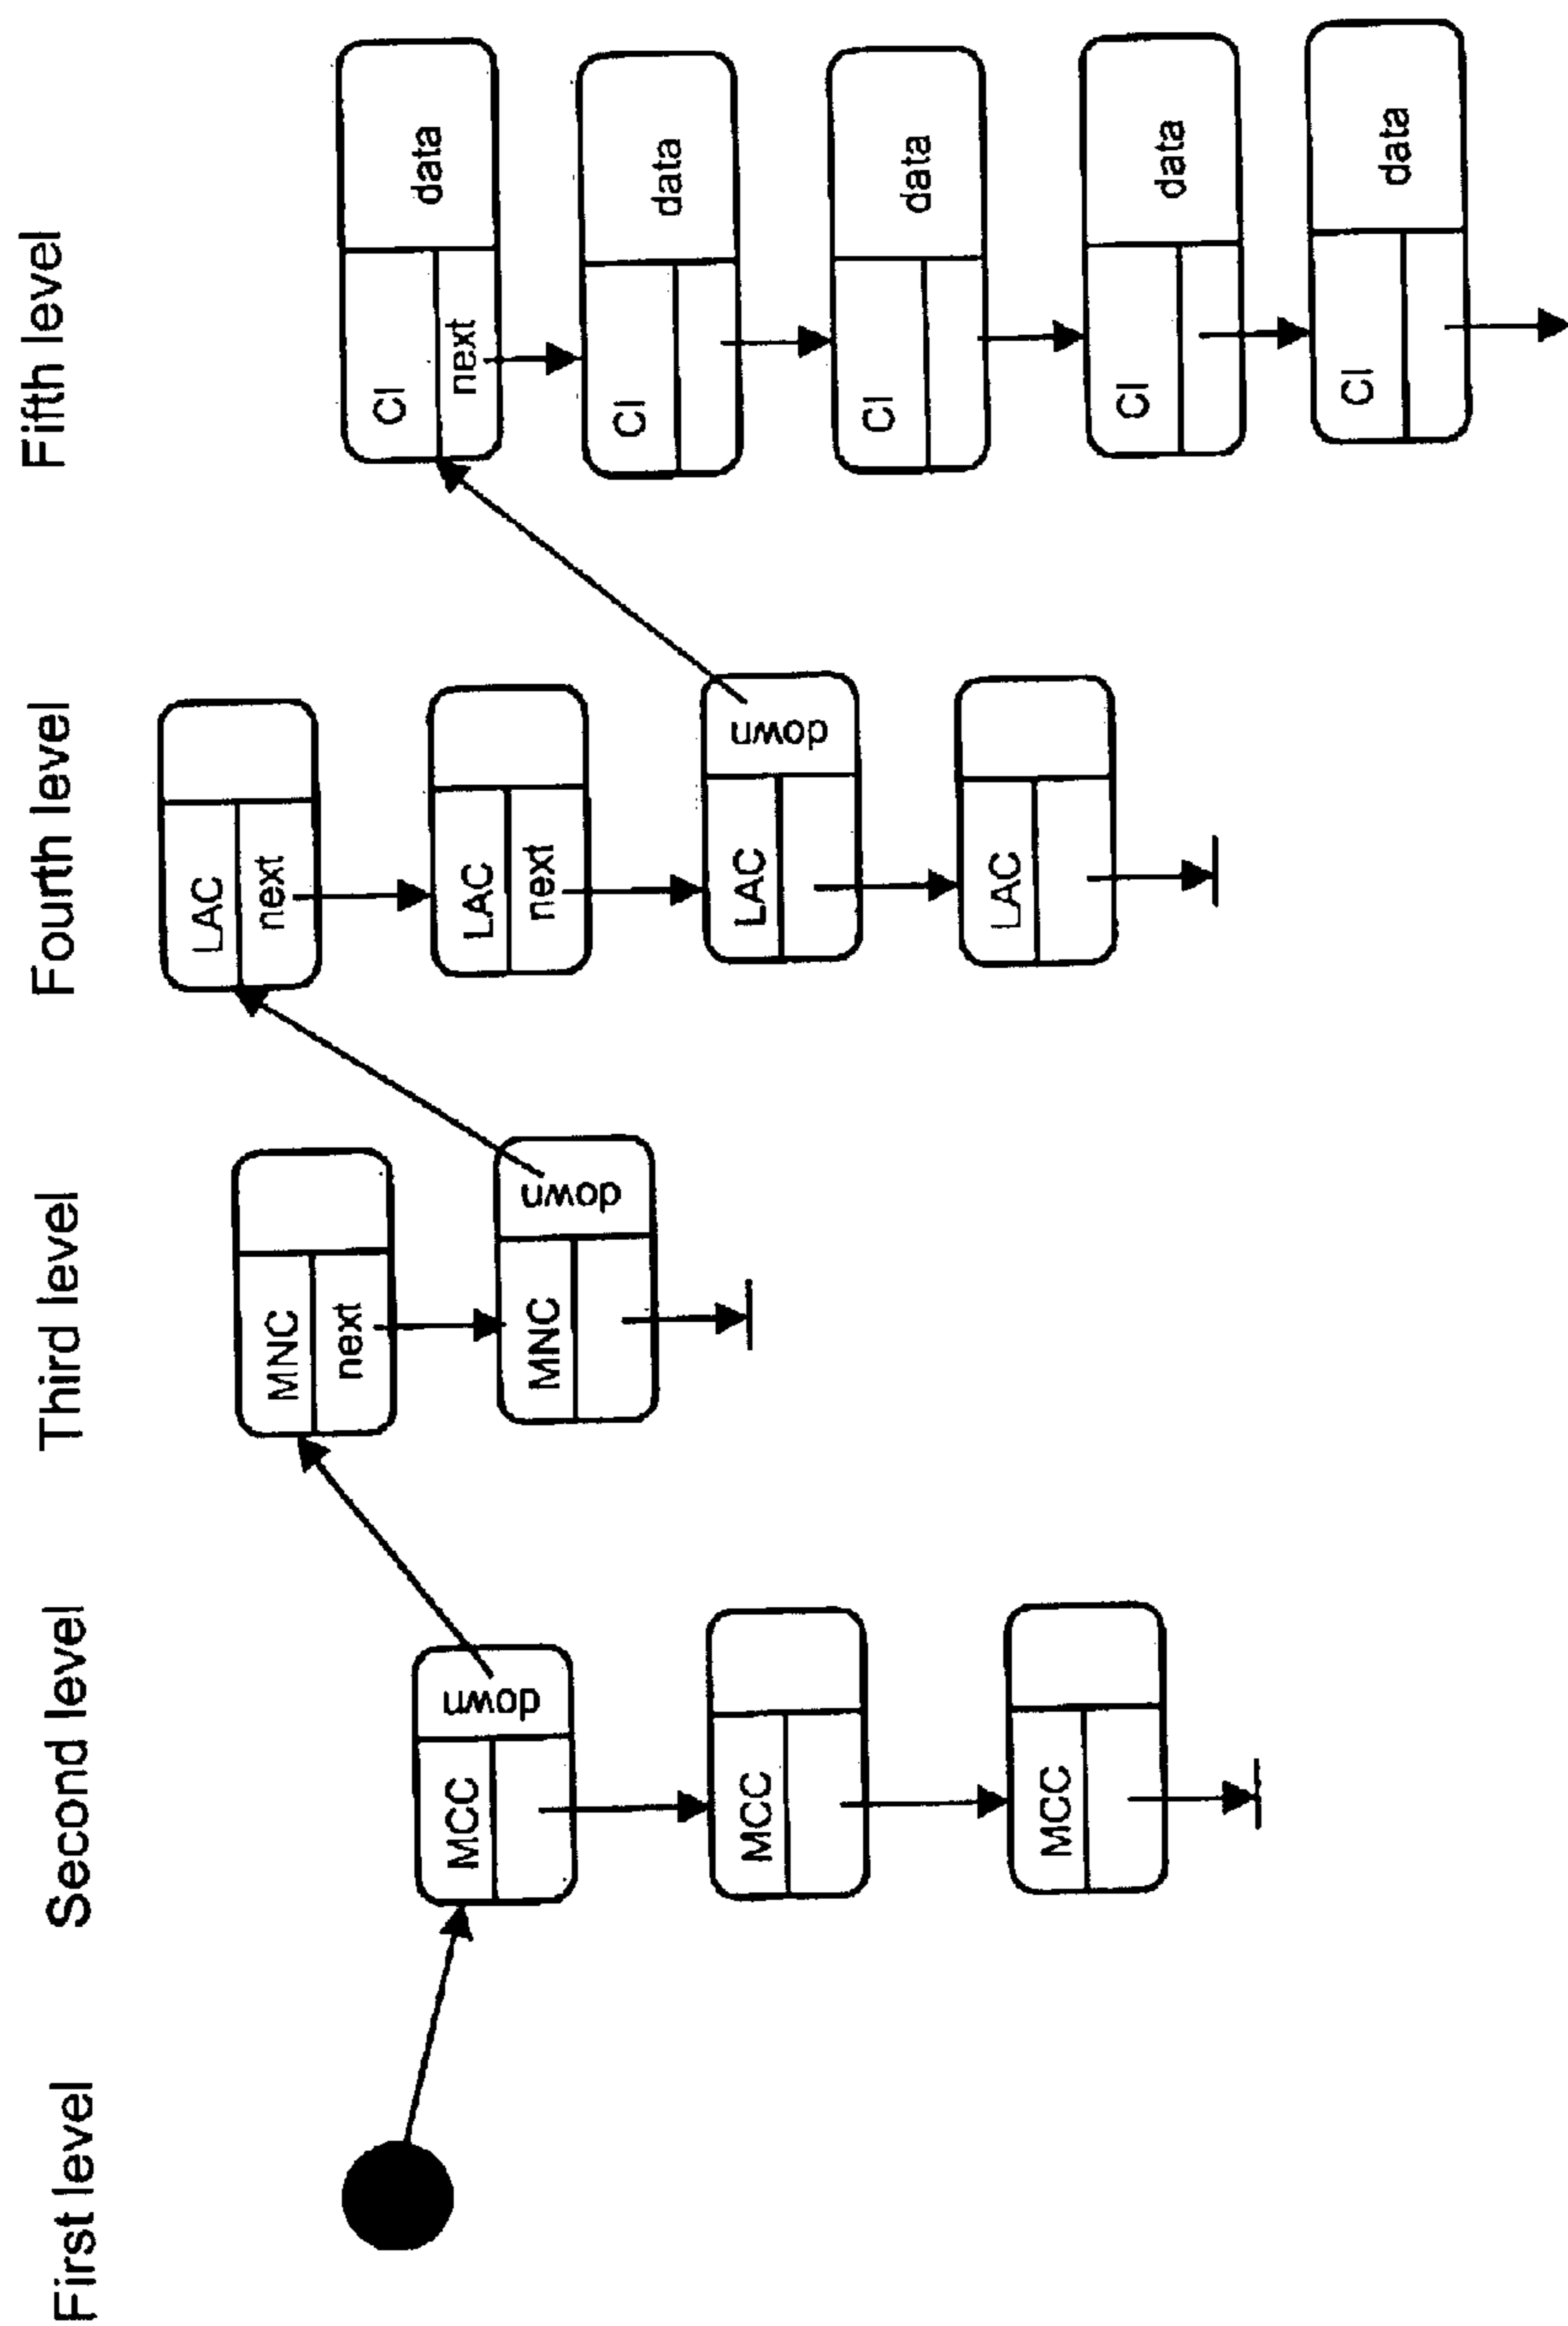 First level
Second level
Third level
Fourth level
Fifth level
MCC
down
MCC
MCC
MNC
next
down
MNC
LAC
next
LAC
next
LAC
down
LAC
CI
next
data
CI
data
CI
data
CI
data
CI
data